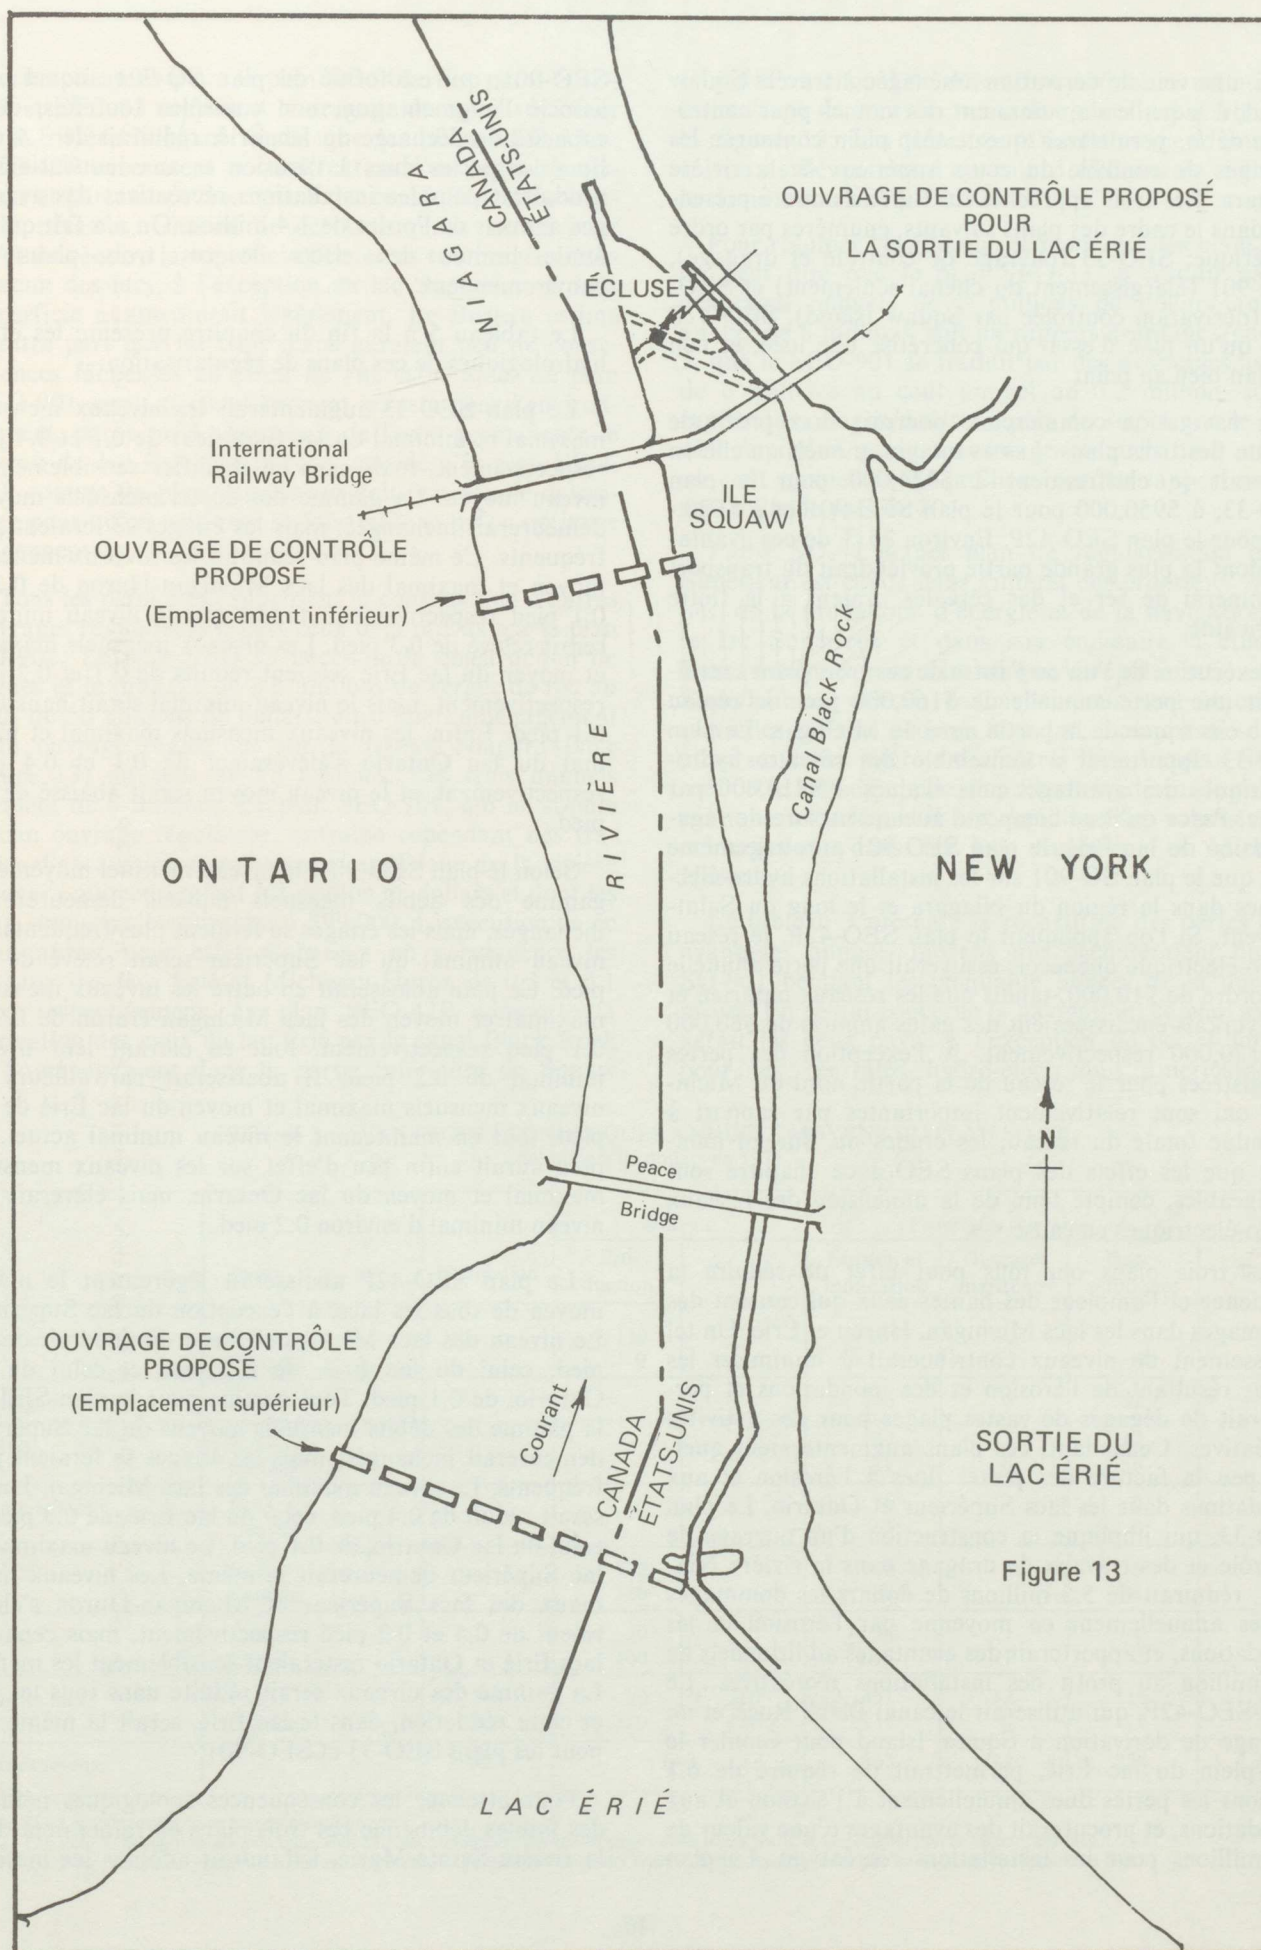 CANADA
ÉTATS-UNIS
NIAGARA
OUVRAGE DE CONTRÔLE PROPOSÉ
POUR
LA SORTIE DU LAC ÉRIÉ
ÉCLUSE
International
Railway Bridge
ILE
SQUAW
OUVRAGE DE CONTRÔLE
PROPOSÉ
(Emplacement inférieur)
Canal Black Rock
RIVIÈRE
ONTARIO
NEW YORK
N
Peace
Bridge
OUVRAGE DE CONTRÔLE
PROPOSÉ
(Emplacement supérieur)
Courant
CANADA
ÉTATS-UNIS
SORTIE DU
LAC ÉRIÉ
Figure 13
LAC ÉRIÉ